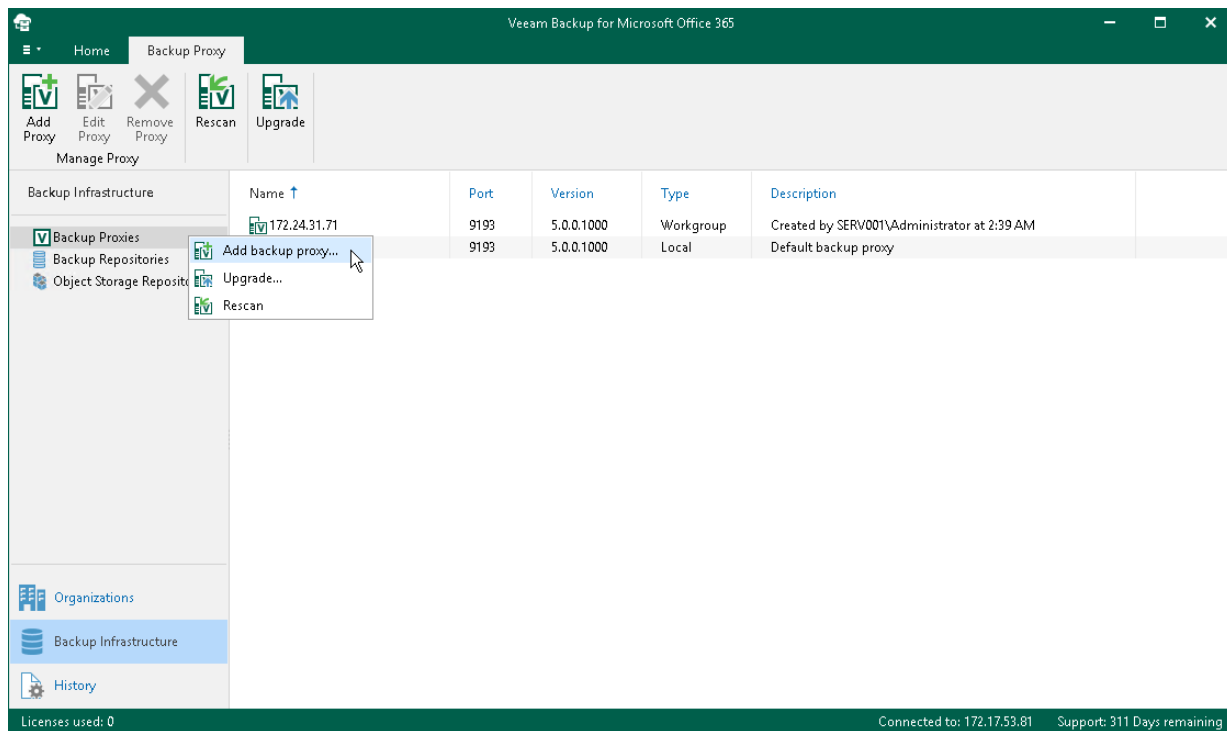 Veeam Backup for Microsoft Office 365
Home Backup Proxy
Add Proxy
Edit Proxy
Remove Proxy
Rescan
Upgrade
Manage Proxy
Backup Infrastructure
Name Port Version Type Description
172.24.31.71 9193 5.0.0.1000 Workgroup Created by SERV001\Administrator at 2:39 AM
9193 5.0.0.1000 Local Default backup proxy
Backup Proxies
Backup Repositories
Object Storage
Add backup proxy...
Upgrade...
Rescan
Organizations
Backup Infrastructure
History
Licenses used: 0 Connected to: 172.17.53.81 Support: 311 Days remaining